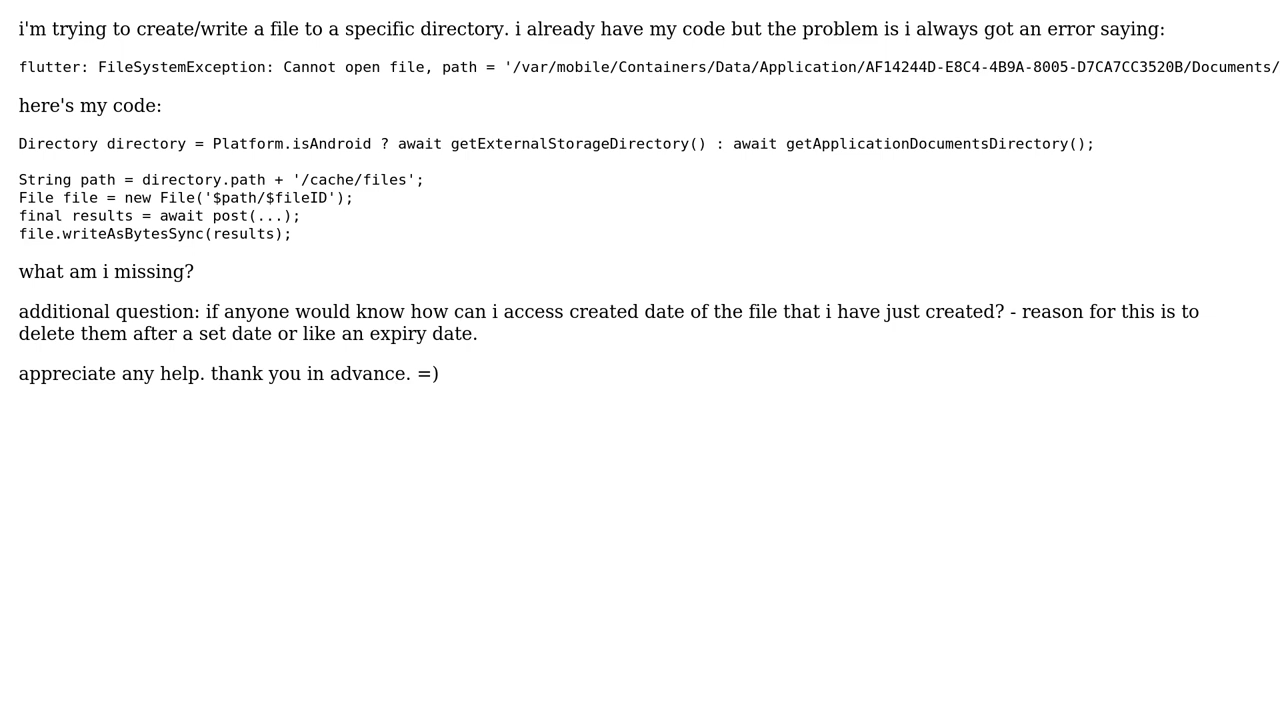 i'm trying to create/write a file to a specific directory. i already have my code but the problem is i always got an error saying:
flutter: FileSystemException: Cannot open file, path = '/var/mobile/Containers/Data/Application/AF14244D-E8C4-4B9A-8005-D7CA7CC3520B/Documents/
here's my code:
Directory directory = Platform.isAndroid ? await getExternalStorageDirectory() : await getApplicationDocumentsDirectory();
String path = directory.path + '/cache/files';
File file = new File('$path/$fileID');
final results = await post(...);
file.writeAsBytesSync(results);
what am i missing?
additional question: if anyone would know how can i access created date of the file that i have just created? - reason for this is to
delete them after a set date or like an expiry date.
appreciate any help. thank you in advance. =)